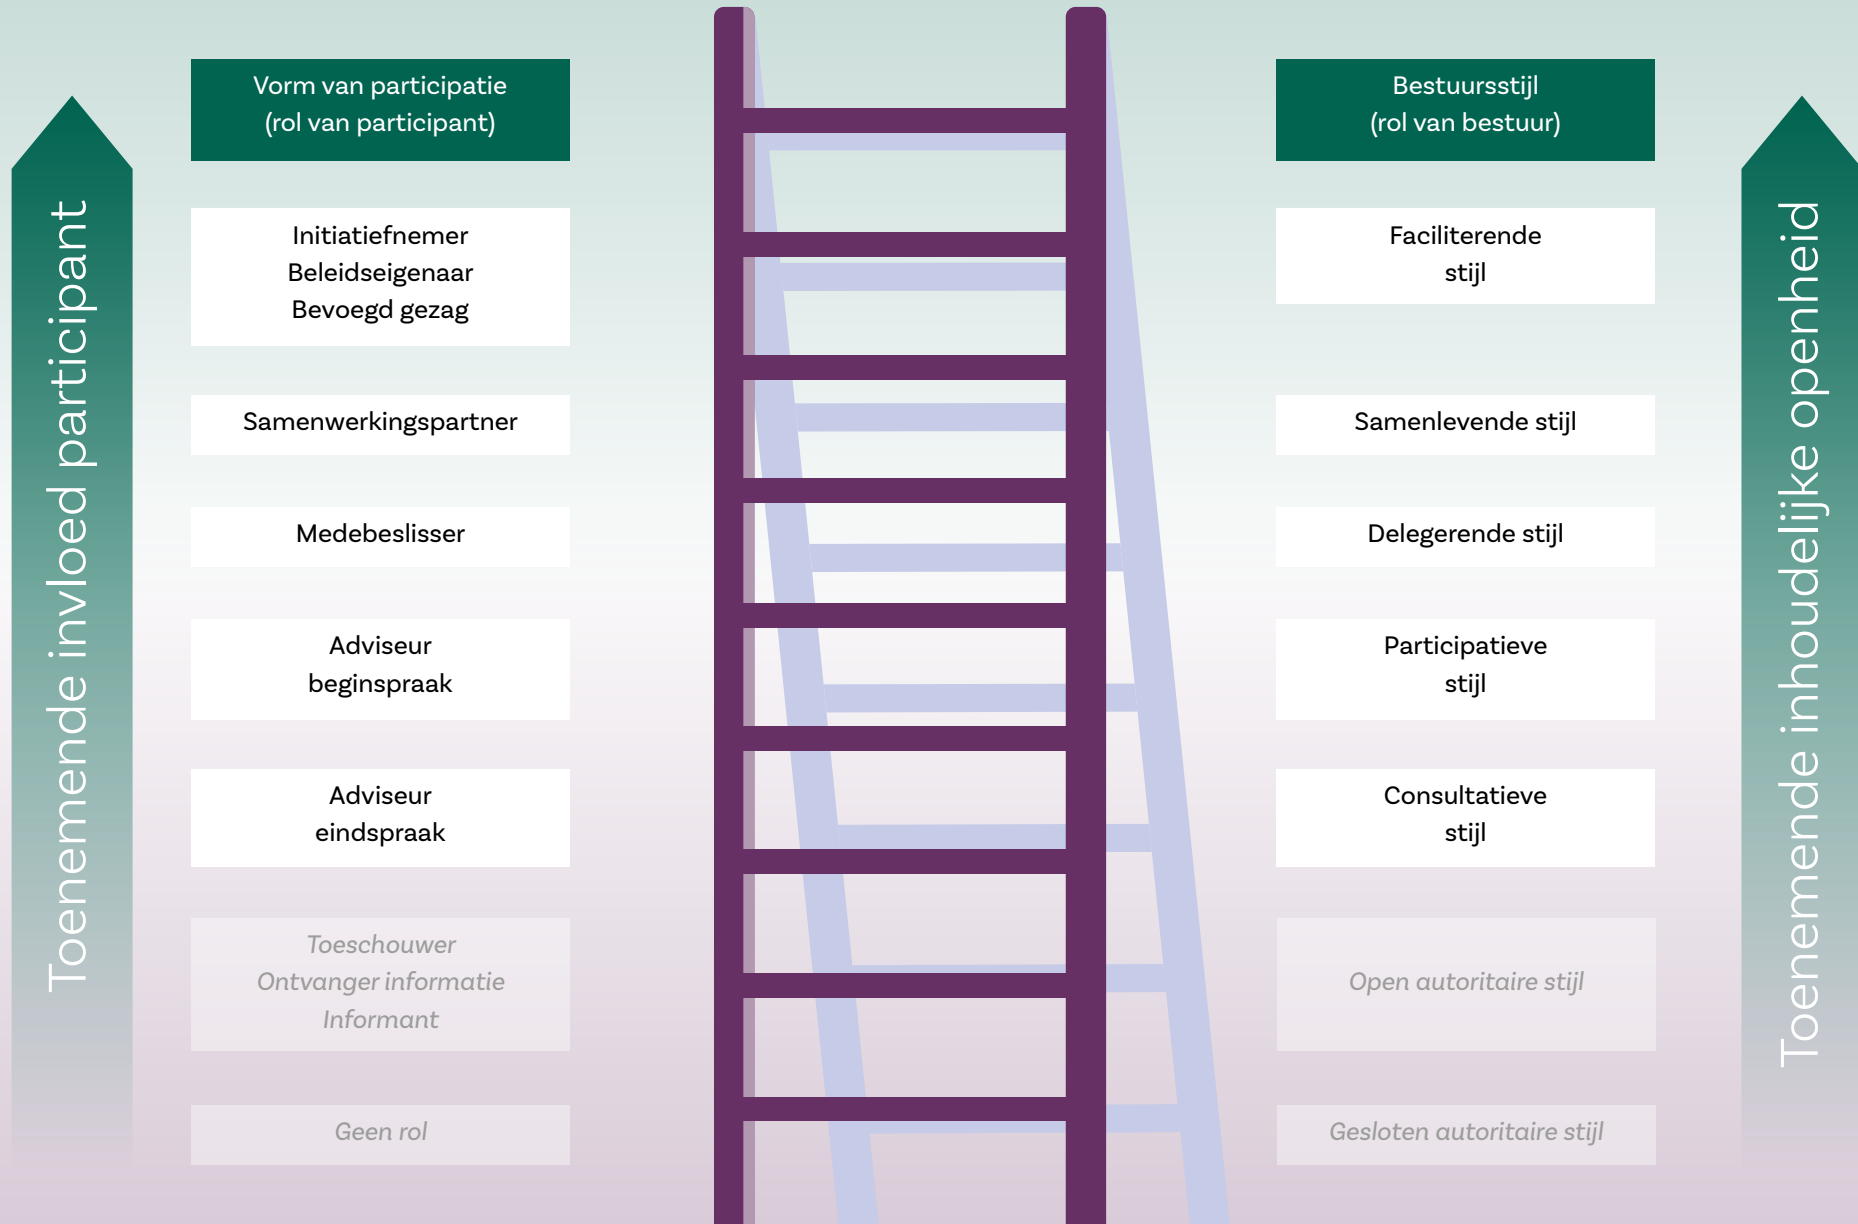 Toenemende invloed participant
Vorm van participatie
(rol van participant)
Initiatiefnemer
Beleidseigenaar
Bevoegd gezag
Samenwerkingspartner
Medebeslisser
Adviseur
beginspraak
Adviseur
eindspraak
Toeschouwer
Ontvanger informatie
Informant
Geen rol
Bestuursstijl
(rol van bestuur)
Faciliterende
stijl
Samenlevende stijl
Delegerende stijl
Participatieve
stijl
Consultatieve
stijl
Open autoritaire stijl
Gesloten autoritaire stijl
Toenemende inhoudelijke openheid